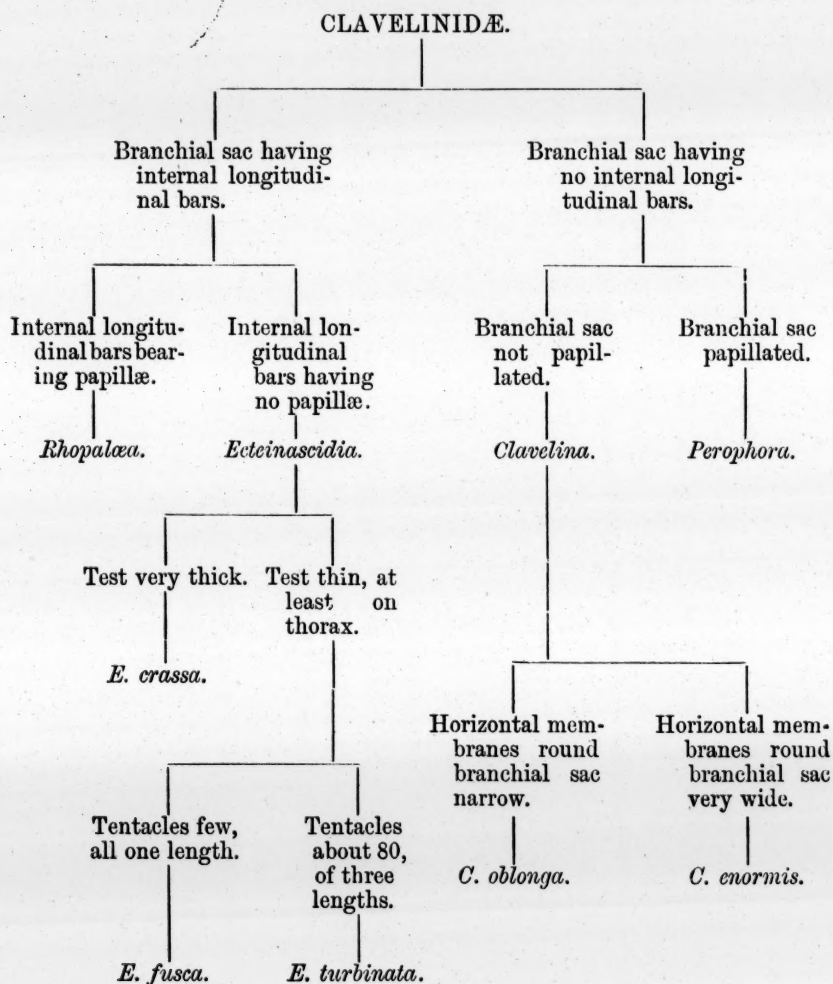 CLAVELINIDÆ.
Branchial sac having
internal longitudi-
nal bars.
Branchial sac having
no internal longi-
tudinal bars.
Internal longitu-
dinal bars bear-
ing papillæ.
Internal lon-
gitudinal
bars having
no papillæ.
Branchial sac
not papil-
lated.
Branchial sac
papillated.
Rhopalæa.
Ecteinascidia.
Clavelina.
Perophora.
Test very thick.
Test thin, at
least on
thorax.
E. crassa.
Horizontal mem-
branes round
branchial sac
narrow.
Horizontal mem-
branes round
branchial sac
very wide.
Tentacles few,
all one length.
Tentacles
about 80,
of three
lengths.
C. oblonga.
C. enormis.
E. fusca.
E. turbinata.